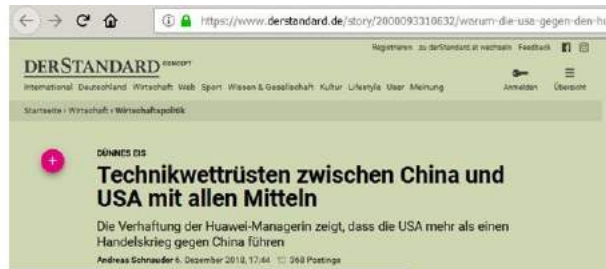 https://www.derstandard.de/story/2000093310632/warum-die-usa-gegen-den-hu
Registrieren zu derStandard.at wechseln Feedback
DERSTANDARD CONCEPT
International Deutschland Wirtschaft Web Sport Wissen & Gesellschaft Kultur Lifestyle User Meinung
Anmelden Übersicht
Startseite › Wirtschaft › Wirtschaftspolitik
DÜNNES EIS
Technikwettrüsten zwischen China und
USA mit allen Mitteln
Die Verhaftung der Huawei-Managerin zeigt, dass die USA mehr als einen
Handelskrieg gegen China führen
Andreas Schnauder 6. Dezember 2018, 17:44 368 Postings